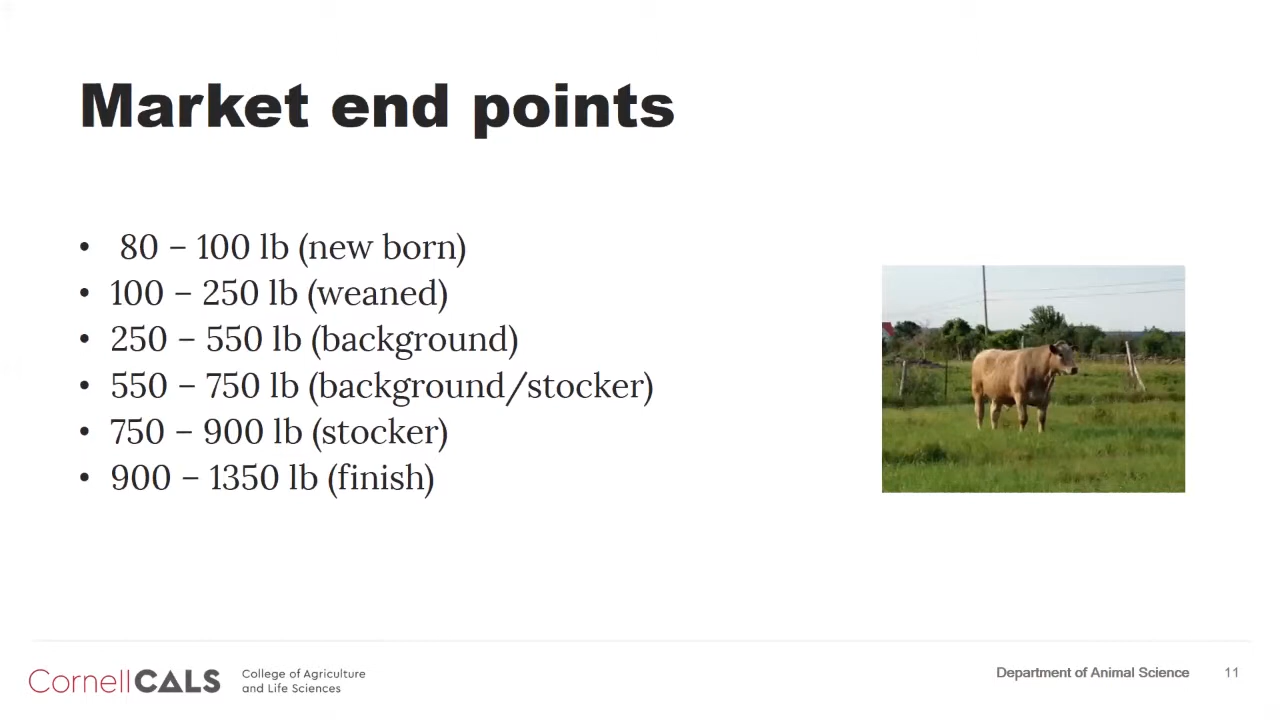 Market end points
• 80 – 100 lb (new born)
• 100 – 250 lb (weaned)
• 250 – 550 lb (background)
• 550 – 750 lb (background/stocker)
• 750 – 900 lb (stocker)
• 900 – 1350 lb (finish)
CornellCALS
College of Agriculture
and Life Sciences
Department of Animal Science
11